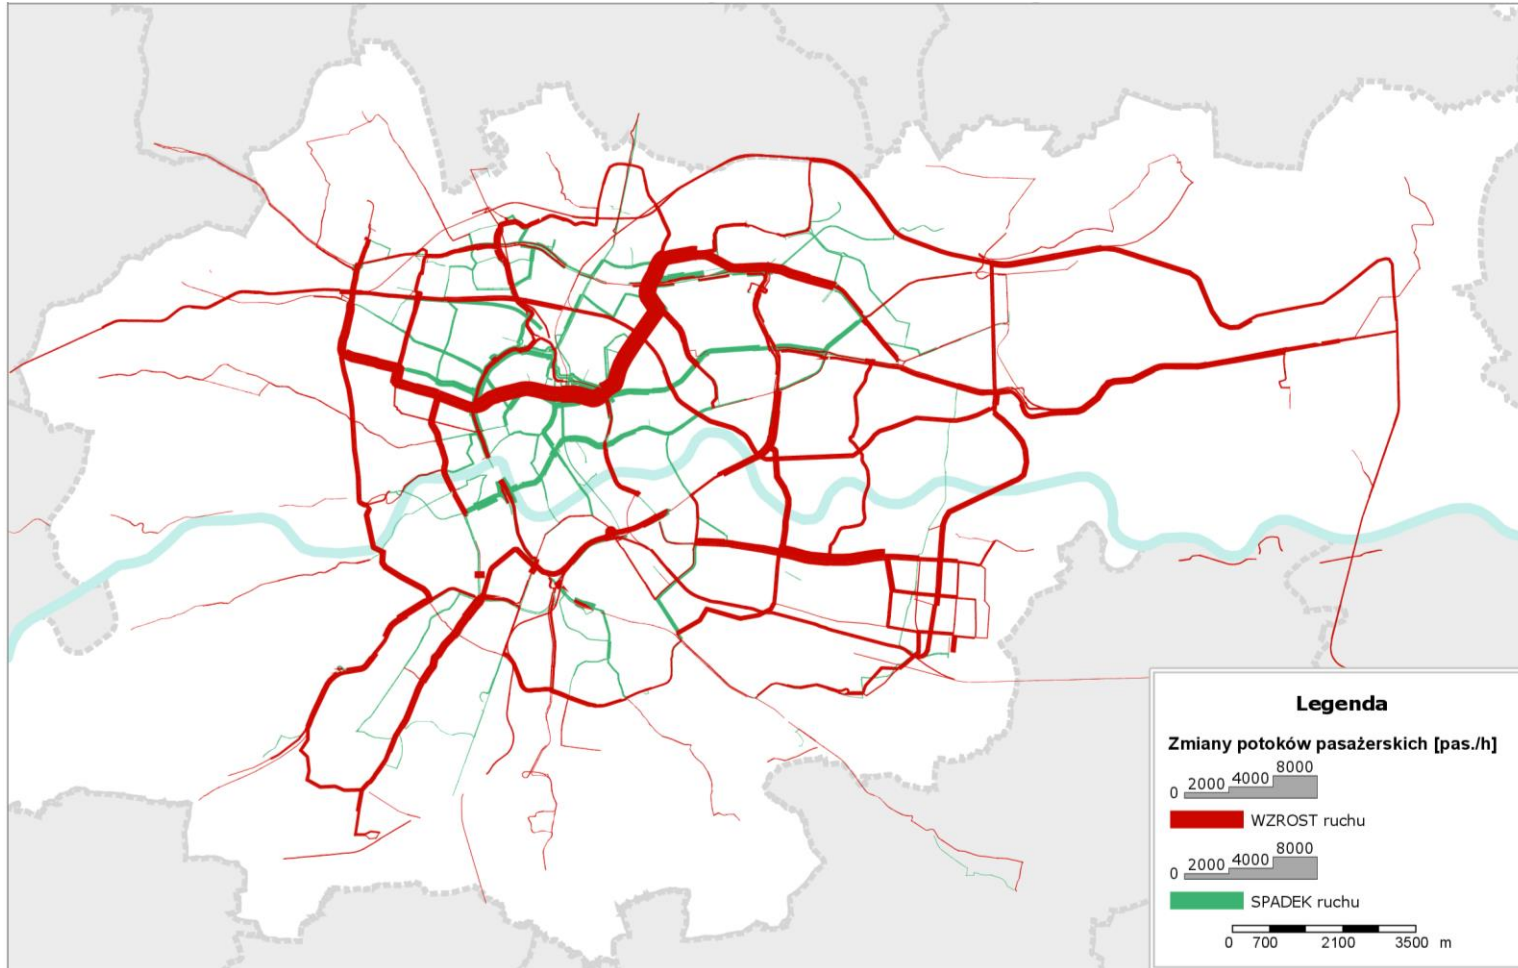 Legenda
Zmiany potoków pasażerskich [pas./h]
0 2000 4000 8000
WZROST ruchu
0 2000 4000 8000
SPADEK ruchu
0 700 2100 3500 m